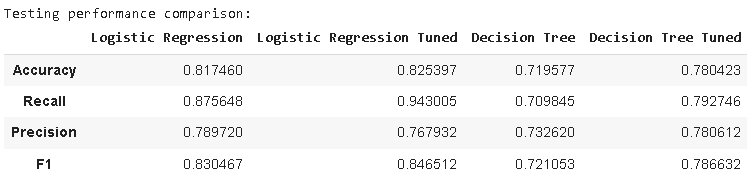 Testing performance comparison:
Logistic Regression Logistic Regression Tuned Decision Tree Decision Tree Tuned
Accuracy 0.817460 0.825397 0.719577 0.780423
Recall 0.875648 0.943005 0.709845 0.792746
Precision 0.789720 0.767932 0.732620 0.780612
F1 0.830467 0.846512 0.721053 0.786632